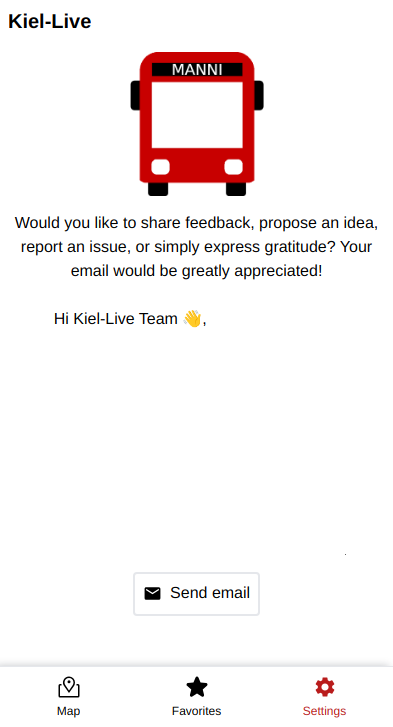 Kiel-Live
MANNI
Would you like to share feedback, propose an idea,
report an issue, or simply express gratitude? Your
email would be greatly appreciated!
Hi Kiel-Live Team 👋,
Send email
Map
Favorites
Settings